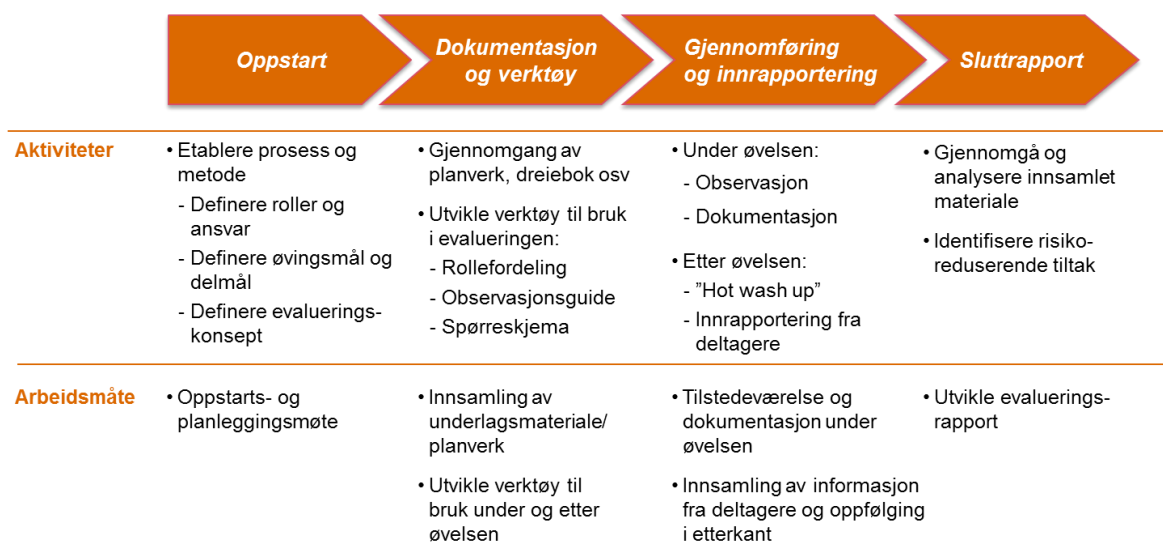 Oppstart
Dokumentasjon
og verktøy
Gjennomføring
og innrapportering
Sluttrapport
Aktiviteter
• Etablere prosess og
metode
- Definere roller og
ansvar
- Definere øvingsmål og
delmål
- Definere evaluerings-
konsept
• Gjennomgang av
planverk, dreiebok osv
• Utvikle verktøy til bruk
i evalueringen:
- Rollefordeling
- Observasjonsguide
- Spørreskjema
• Under øvelsen:
- Observasjon
- Dokumentasjon
• Etter øvelsen:
- ”Hot wash up”
- Innrapportering fra
deltagere
• Gjennomgå og
analysere innsamlet
materiale
• Identifisere risiko-
reduserende tiltak
Arbeidsmåte
• Oppstarts- og
planleggingsmøte
• Innsamling av
underlagsmateriale/
planverk
• Utvikle verktøy til
bruk under og etter
øvelsen
• Tilstedeværelse og
dokumentasjon under
øvelsen
• Innsamling av informasjon
fra deltagere og oppfølging
i etterkant
• Utvikle evaluerings-
rapport